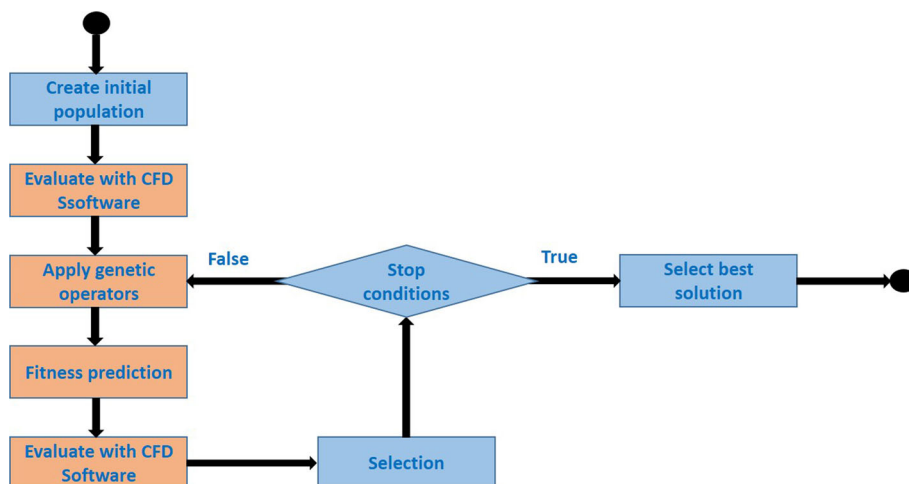 Create initial
population
Evaluate with CFD
Ssoftware
False
True
Apply genetic
operators
Stop
conditions
Select best
solution
Fitness prediction
Evaluate with CFD
Software
Selection